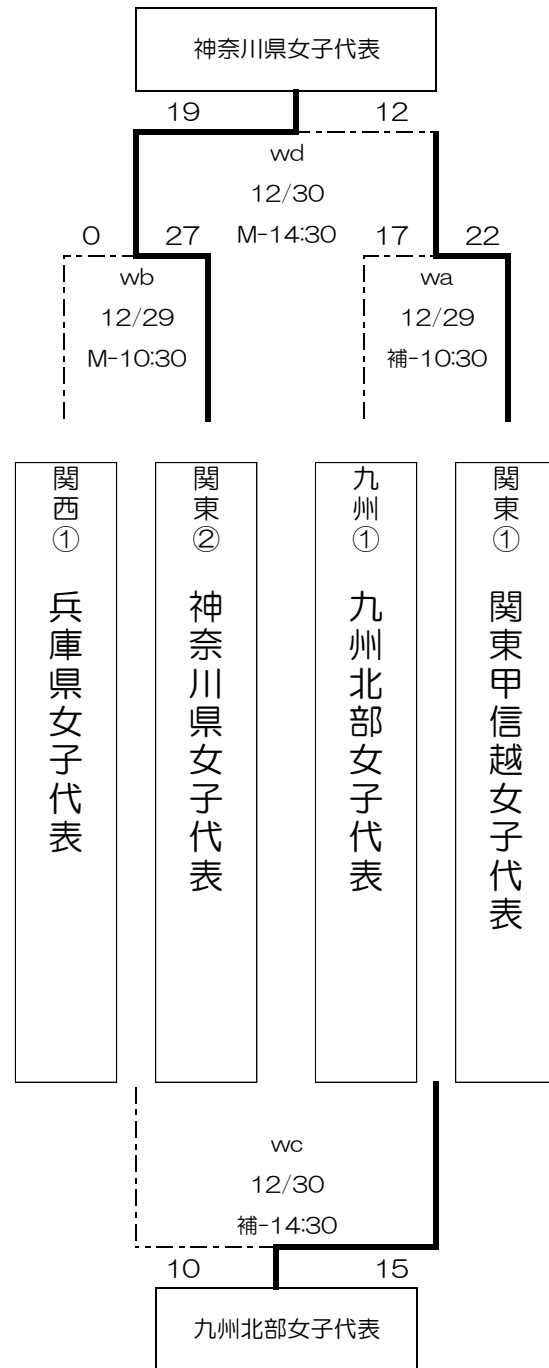 神奈川県女子代表
19
12
wd
12/30
M-14:30
0
27
17
22
wb
12/29
M-10:30
wa
12/29
補-10:30
関西①　兵庫県女子代表
関東②　神奈川県女子代表
九州①　九州北部女子代表
関東①　関東甲信越女子代表
wc
12/30
補-14:30
10
15
九州北部女子代表